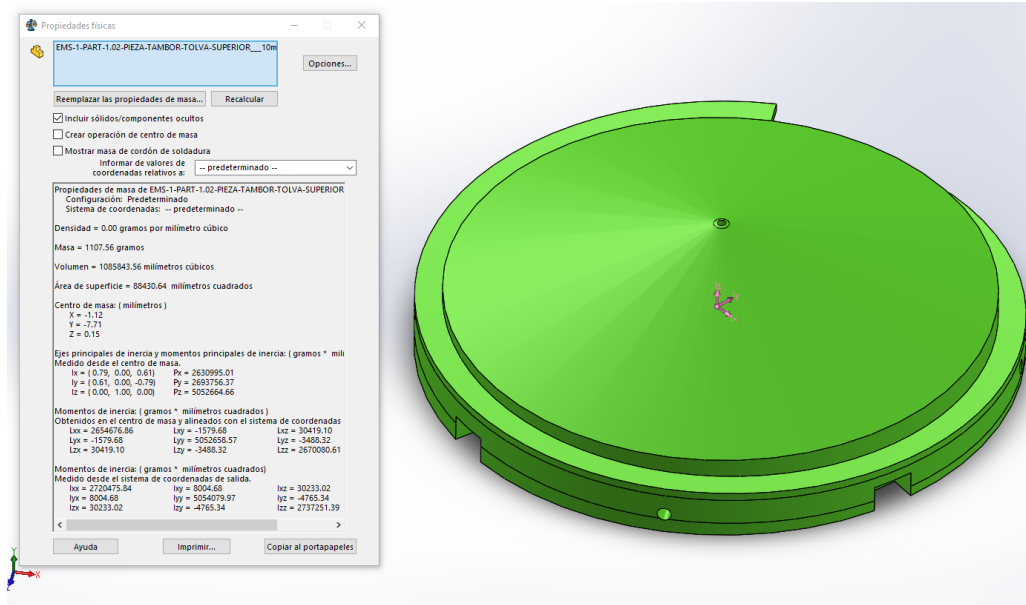 Propiedades físicas
EMS-1-PART-1.02-PIEZA-TAMBOR-TOLVA-SUPERIOR___10m
Opciones...
Reemplazar las propiedades de masa...
Recalcular
Incluir sólidos/componentes ocultos
Crear operación de centro de masa
Mostrar masa de cordón de soldadura
Informar de valores de
coordenadas relativos a:
-- predeterminado --
Propiedades de masa de EMS-1-PART-1.02-PIEZA-TAMBOR-TOLVA-SUPERIOR
Configuración: Predeterminado
Sistema de coordenadas: -- predeterminado --
Densidad = 0.00 gramos por milímetro cúbico
Masa = 1107.56 gramos
Volumen = 1085843.56 milímetros cúbicos
Área de superficie = 88430.64 milímetros cuadrados
Centro de masa: ( milímetros )
X = -1.12
Y = -7.71
Z = 0.15
Ejes principales de inercia y momentos principales de inercia: ( gramos * mili
Medido desde el centro de masa.
Ix = ( 0.79, 0.00, 0.61) Px = 2630995.01
Iy = ( 0.61, 0.00, -0.79) Py = 2693756.37
Iz = ( 0.00, 1.00, 0.00) Pz = 5052664.66
Momentos de inercia: ( gramos * milímetros cuadrados )
Obtenidos en el centro de masa y alineados con el sistema de coordenadas
Lxx = 2654676.86 Lxy = -1579.68 Lxz = 30419.10
Lyx = -1579.68 Lyy = 5052658.57 Lyz = -3488.32
Lzx = 30419.10 Lzy = -3488.32 Lzz = 2670080.61
Momentos de inercia: ( gramos * milímetros cuadrados)
Medido desde el sistema de coordenadas de salida.
Ixx = 2720475.84 Ixy = 8004.68 Ixz = 30233.02
Iyx = 8004.68 Iyy = 5054079.97 Iyz = -4765.34
Izx = 30233.02 Izy = -4765.34 Izz = 2737251.39
Ayuda
Imprimir...
Copiar al portapapeles
Y
X
Z